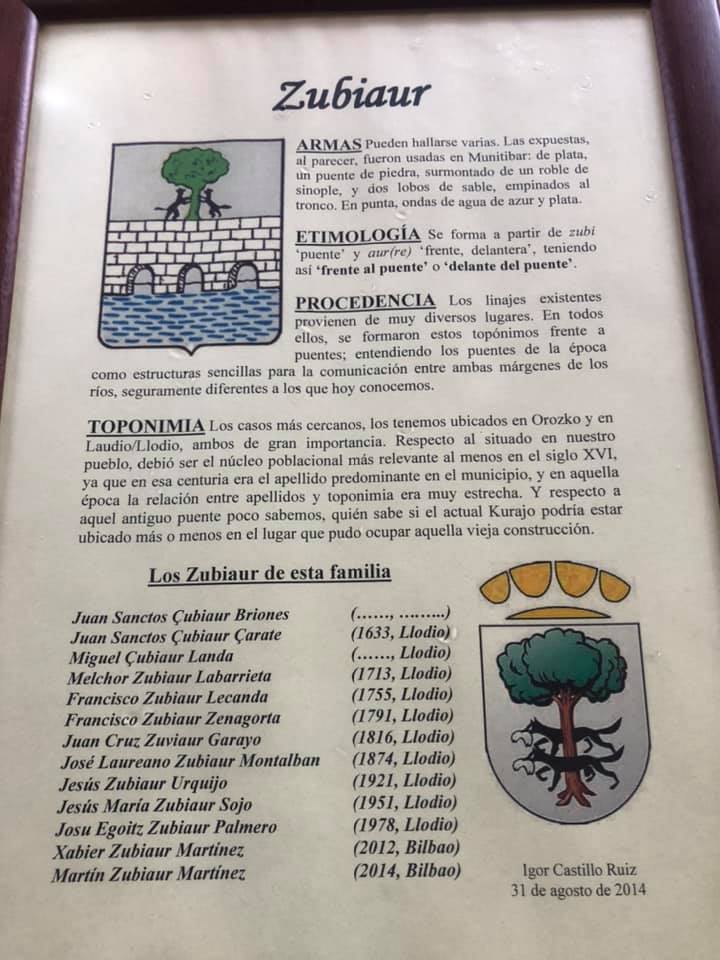 Zubiaur
ARMAS Pueden hallarse varias. Las expuestas,
al parecer, fueron usadas en Munitibar: de plata,
un puente de piedra, surmontado de un roble de
sinople, y dos lobos de sable, empinados al
tronco. En punta, ondas de agua de azur y plata.
ETIMOLOGÍA Se forma a partir de zubi
‘puente’ y aur(re) ‘frente, delantera’, teniendo
así ‘frente al puente’ o ‘delante del puente’.
PROCEDENCIA Los linajes existentes
provienen de muy diversos lugares. En todos
ellos, se formaron estos topónimos frente a
puentes; entendiendo los puentes de la época
como estructuras sencillas para la comunicación entre ambas márgenes de los
ríos, seguramente diferentes a los que hoy conocemos.
TOPONIMIA Los casos más cercanos, los tenemos ubicados en Orozko y en
Laudio/Llodio, ambos de gran importancia. Respecto al situado en nuestro
pueblo, debió ser el núcleo poblacional más relevante al menos en el siglo XVI,
ya que en esa centuria era el apellido predominante en el municipio, y en aquella
época la relación entre apellidos y toponimia era muy estrecha. Y respecto a
aquel antiguo puente poco sabemos, quién sabe si el actual Kurajo podría estar
ubicado más o menos en el lugar que pudo ocupar aquella vieja construcción.
Los Zubiaur de esta familia
Juan Sanctos Çubiaur Briones (……, ………)
Juan Sanctos Çubiaur Çarate (1633, Llodio)
Miguel Çubiaur Landa (……, Llodio)
Melchor Zubiaur Labarrieta (1713, Llodio)
Francisco Zubiaur Lecanda (1755, Llodio)
Francisco Zubiaur Zenagorta (1791, Llodio)
Juan Cruz Zuviaur Garayo (1816, Llodio)
José Laureano Zubiaur Montalban (1874, Llodio)
Jesús Zubiaur Urquijo (1921, Llodio)
Jesús María Zubiaur Sojo (1951, Llodio)
Josu Egoitz Zubiaur Palmero (1978, Llodio)
Xabier Zubiaur Martínez (2012, Bilbao)
Martín Zubiaur Martínez (2014, Bilbao)
Igor Castillo Ruiz
31 de agosto de 2014